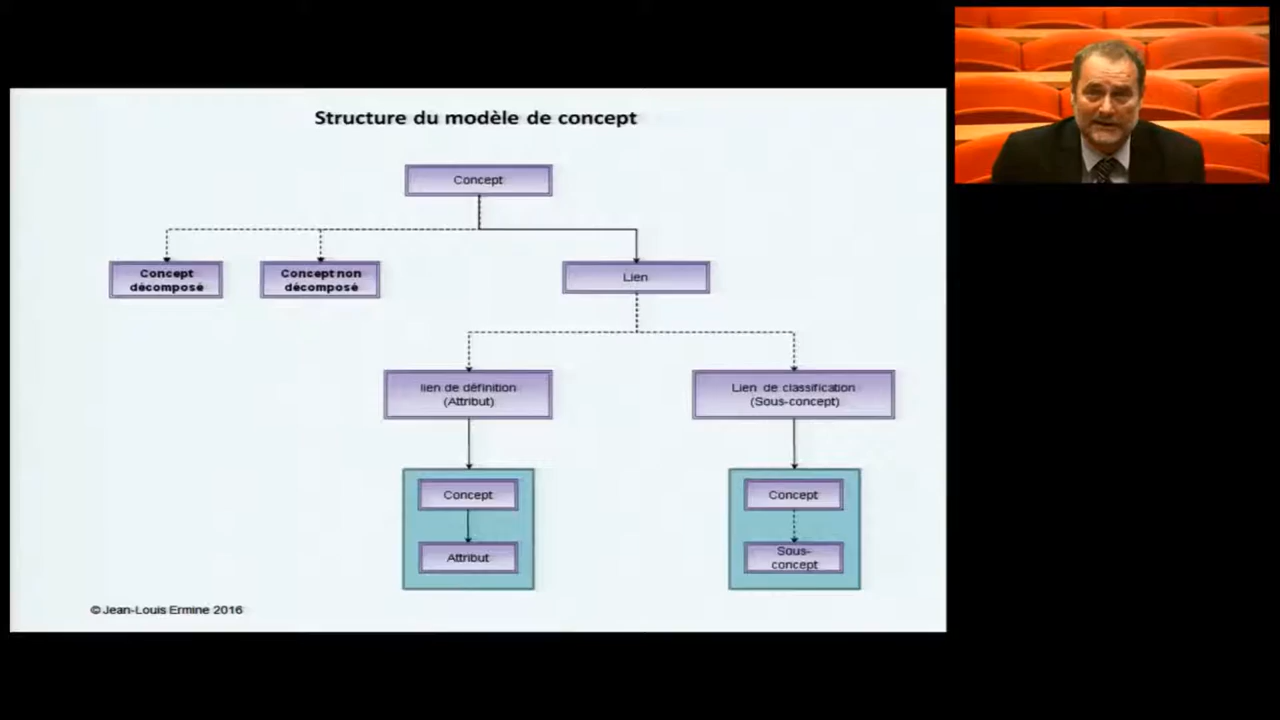 Structure du modèle de concept
Concept
Concept
décomposé
Concept non
décomposé
Lien
lien de définition
(Attribut)
Lien de classification
(Sous-concept)
Concept
Attribut
Concept
Sous-
concept
© Jean-Louis Ermine 2016